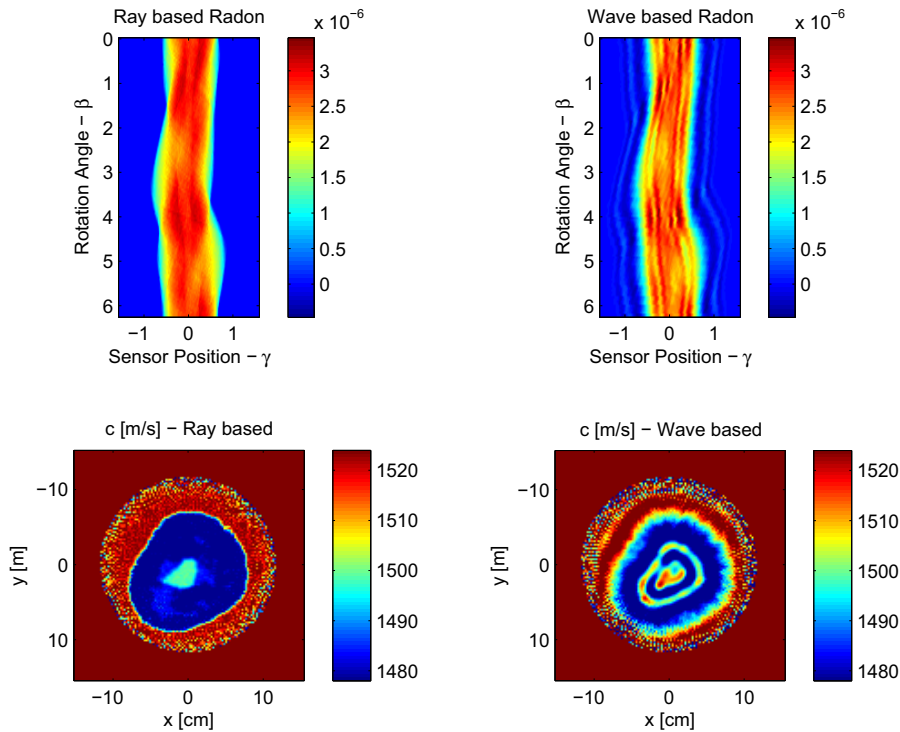 Ray based Radon
x 10⁻⁶
0
1
2
3
4
5
6
Rotation Angle − β
−1 0 1
Sensor Position − γ
3
2.5
2
1.5
1
0.5
0
Wave based Radon
x 10⁻⁶
0
1
2
3
4
5
6
Rotation Angle − β
−1 0 1
Sensor Position − γ
3
2.5
2
1.5
1
0.5
0
c [m/s] − Ray based
−10
0
10
y [m]
−10 0 10
x [cm]
1520
1510
1500
1490
1480
c [m/s] − Wave based
−10
0
10
y [m]
−10 0 10
x [cm]
1520
1510
1500
1490
1480